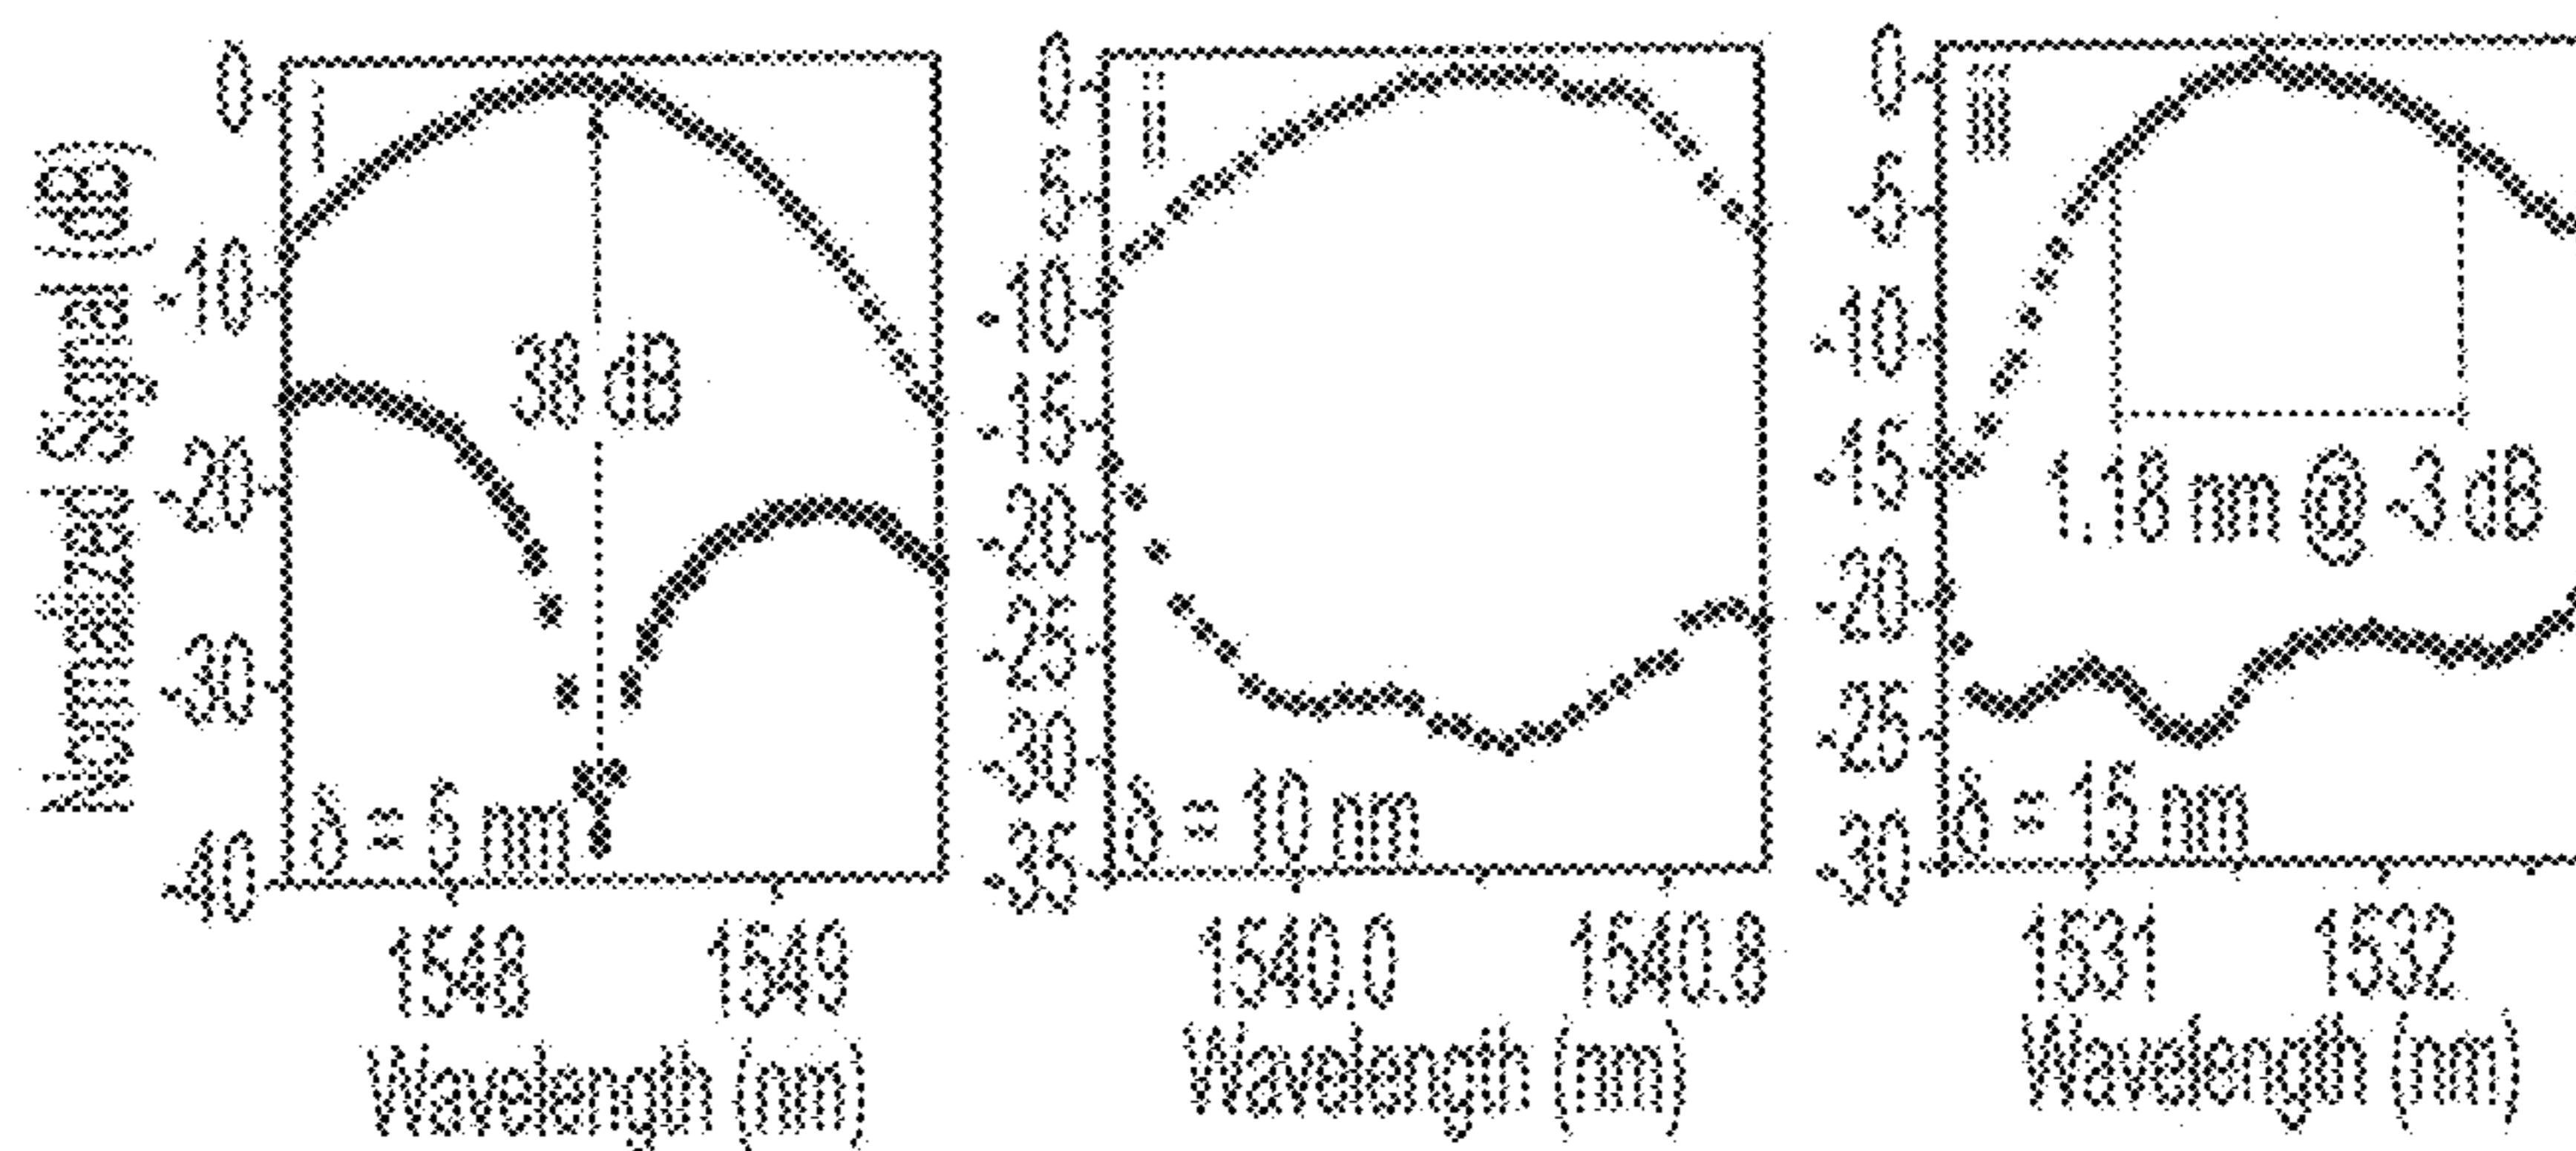 Normalized Signal (dB)
0
-10
-20
-30
-40
i
38 dB
δ = 5 nm
1548
1549
Wavelength (nm)
0
-5
-10
-15
-20
-25
-30
-35
ii
δ = 10 nm
1540.0
1540.8
Wavelength (nm)
0
-5
-10
-15
-20
-25
-30
iii
1.18 nm @ -3 dB
δ = 15 nm
1531
1532
Wavelength (nm)